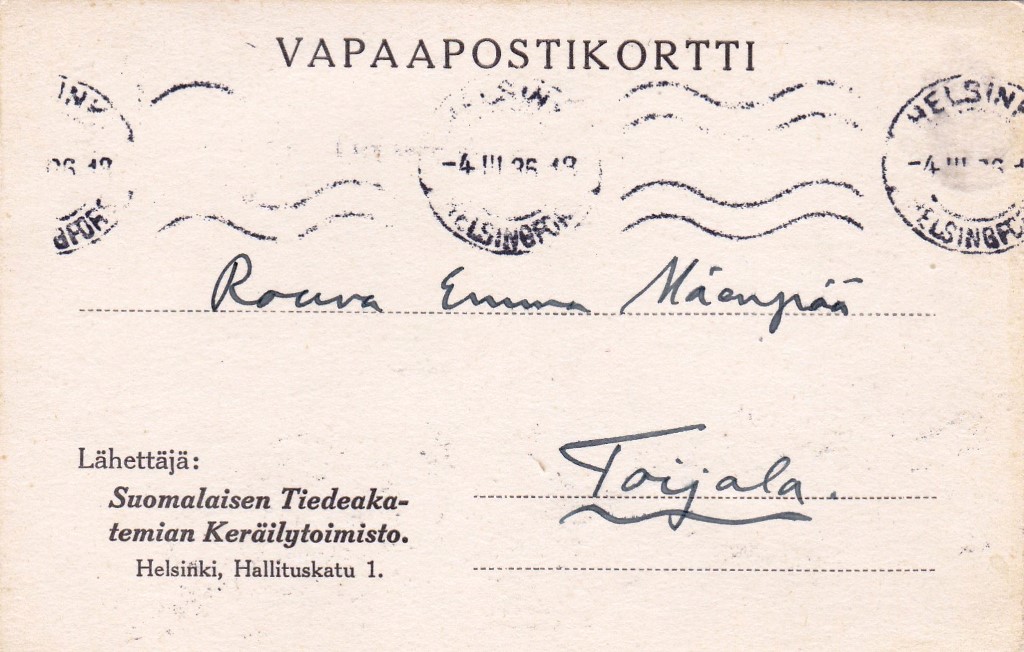 VAPAAPOSTIKORTTI
HELSINKI
-4.III.36.18
HELSINGFORS
Rouva Emma Mäenpää
Toijala.
Lähettäjä:
Suomalaisen Tiedeaka-
temian Keräilytoimisto.
Helsinki, Hallituskatu 1.